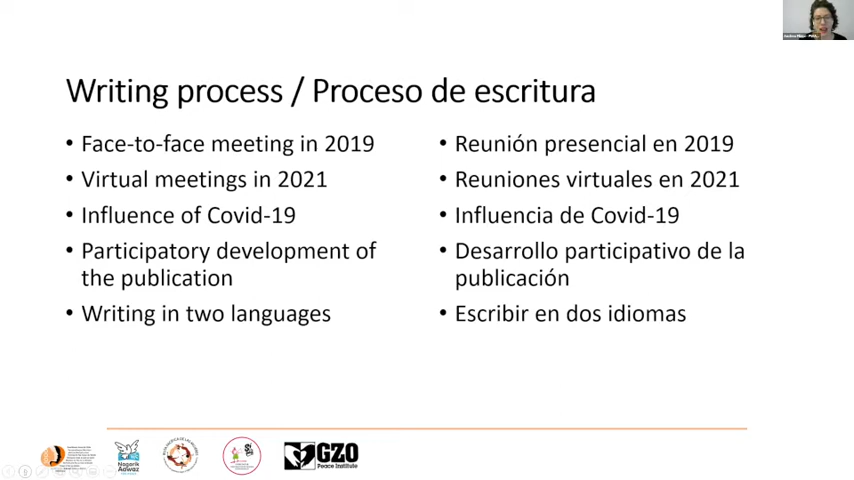 Writing process / Proceso de escritura
• Face-to-face meeting in 2019
• Virtual meetings in 2021
• Influence of Covid-19
• Participatory development of
the publication
• Writing in two languages
• Reunión presencial en 2019
• Reuniones virtuales en 2021
• Influencia de Covid-19
• Desarrollo participativo de la
publicación
• Escribir en dos idiomas
Nagarik
Aawaz
GZO
Peace Institute